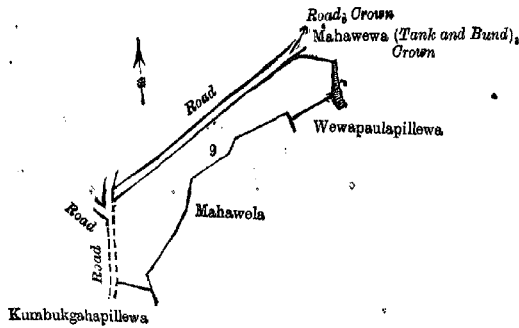 Road, Crown
Mahawewa (Tank and Bund),
Crown
Road
Wewapaulapillewa
9
Mahawela
Road
Road
Kumbukgahapillewa